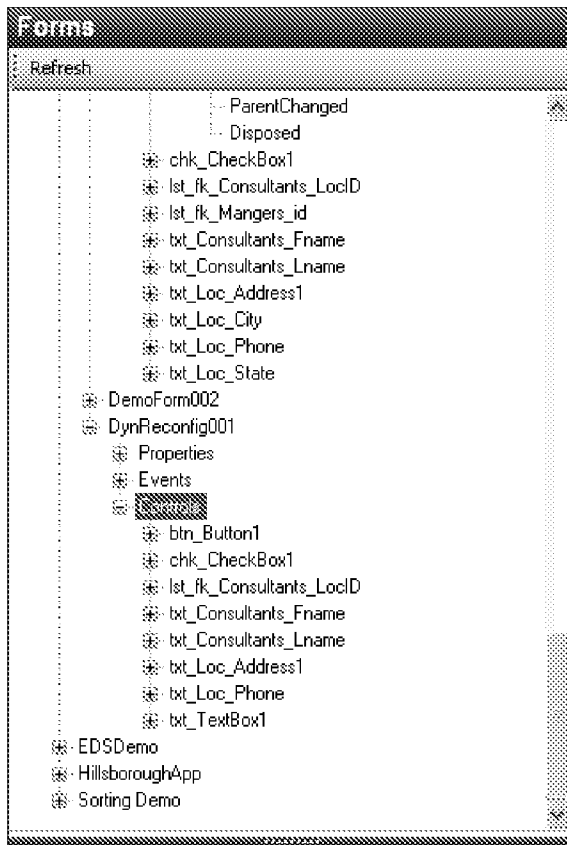 Forms
Refresh
ParentChanged
Disposed
chk_CheckBox1
lst_fk_Consultants_LocID
lst_fk_Mangers_id
txt_Consultants_Fname
txt_Consultants_Lname
txt_Loc_Address1
txt_Loc_City
txt_Loc_Phone
txt_Loc_State
DemoForm002
DynReconfig001
Properties
Events
Controls
btn_Button1
chk_CheckBox1
lst_fk_Consultants_LocID
txt_Consultants_Fname
txt_Consultants_Lname
txt_Loc_Address1
txt_Loc_Phone
txt_TextBox1
EDSDemo
HillsboroughApp
Sorting Demo